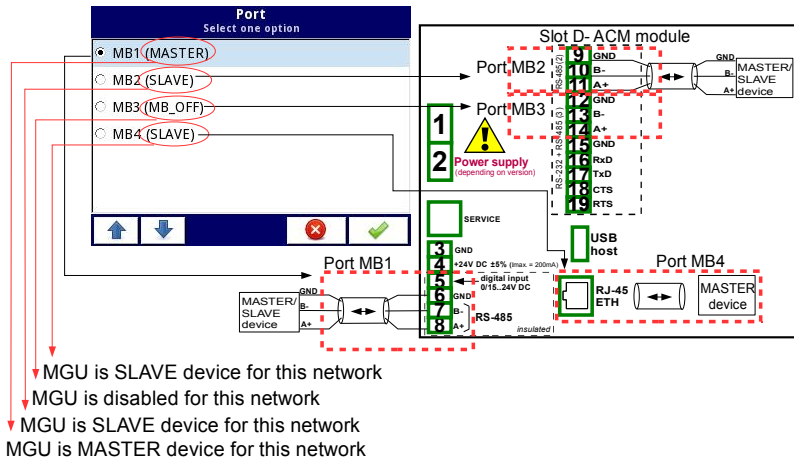 Port
Select one option
MB1 (MASTER)
MB2 (SLAVE)
MB3 (MB_OFF)
MB4 (SLAVE)
Slot D- ACM module
Port MB2
RS-485(2)
9 GND
10 B-
11 A+
GND
B-
A+
MASTER/
SLAVE
device
Port MB3
RS-232 + RS-485 (3)
12 GND
13 B-
14 A+
15 GND
16 RxD
17 TxD
18 CTS
19 RTS
1
2
Power supply
(depending on version)
SERVICE
USB
host
3 GND
4 +24V DC ±5% (Imax. = 200mA)
5 digital input
0/15..24V DC
6 GND
7 B-
8 A+
RS-485
insulated
Port MB1
MASTER/
SLAVE
device
GND
B-
A+
Port MB4
RJ-45
ETH
MASTER
device
MGU is SLAVE device for this network
MGU is disabled for this network
MGU is SLAVE device for this network
MGU is MASTER device for this network